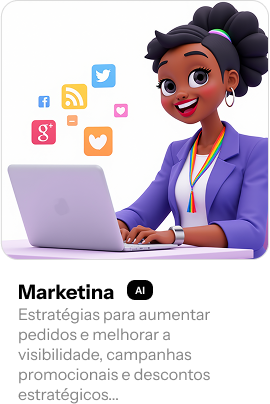 g+
Marketina AI
Estratégias para aumentar
pedidos e melhorar a
visibilidade, campanhas
promocionais e descontos
estratégicos...